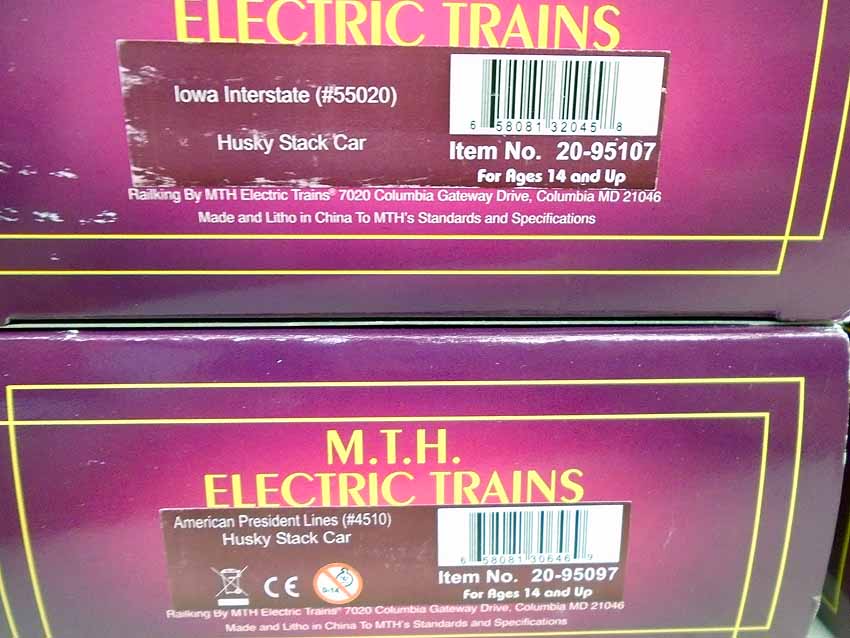 ELECTRIC TRAINS
Iowa Interstate (#55020)
Husky Stack Car
6 58081 32045 8
Item No. 20-95107
For Ages 14 and Up
Railking By MTH Electric Trains® 7020 Columbia Gateway Drive, Columbia MD 21046
Made and Litho in China To MTH's Standards and Specifications
M.T.H.
ELECTRIC TRAINS
American President Lines (#4510)
Husky Stack Car
6 58081 30646 9
CE
0-14
Item No. 20-95097
For Ages 14 and Up
Railking By MTH Electric Trains® 7020 Columbia Gateway Drive, Columbia MD 21046
Made and Litho in China To MTH's Standards and Specifications